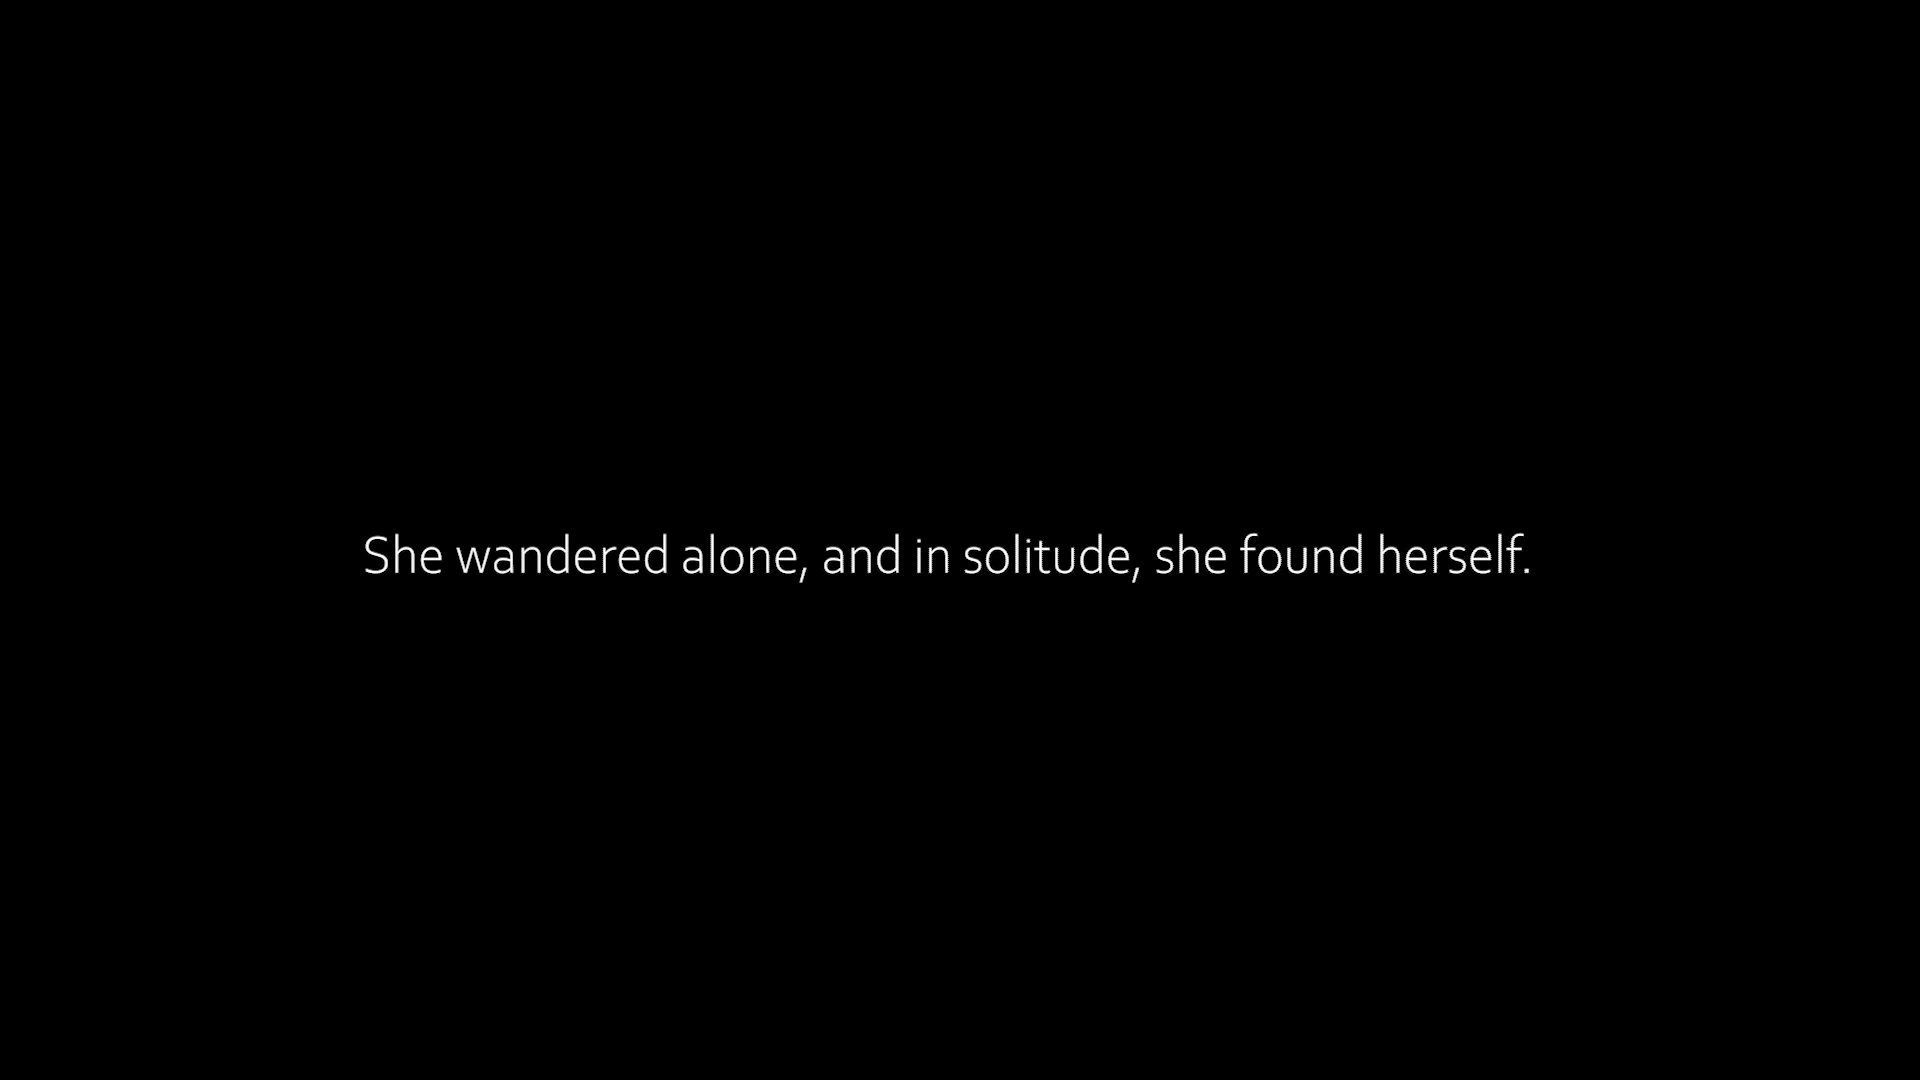 She wandered alone, and in solitude, she found herself.